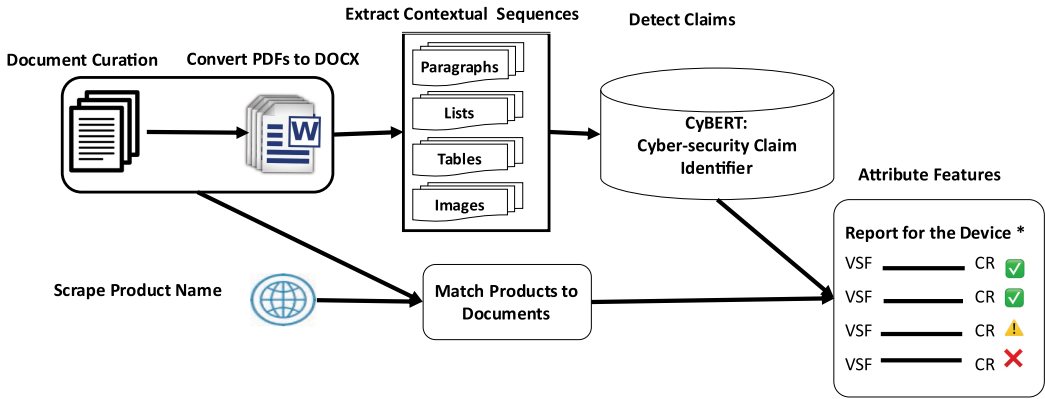 Extract Contextual Sequences
Detect Claims
Document Curation
Convert PDFs to DOCX
Paragraphs
Lists
Tables
Images
W
CyBERT:
Cyber-security Claim
Identifier
Attribute Features
Scrape Product Name
Match Products to
Documents
Report for the Device *
VSF CR
VSF CR
VSF CR
VSF CR